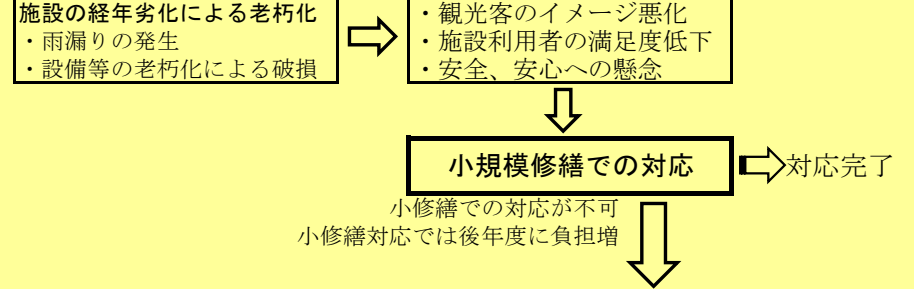 施設の経年劣化による老朽化
・雨漏りの発生
・設備等の老朽化による破損
・観光客のイメージ悪化
・施設利用者の満足度低下
・安全、安心への懸念
小規模修繕での対応
対応完了
小修繕での対応が不可
小修繕対応では後年度に負担増